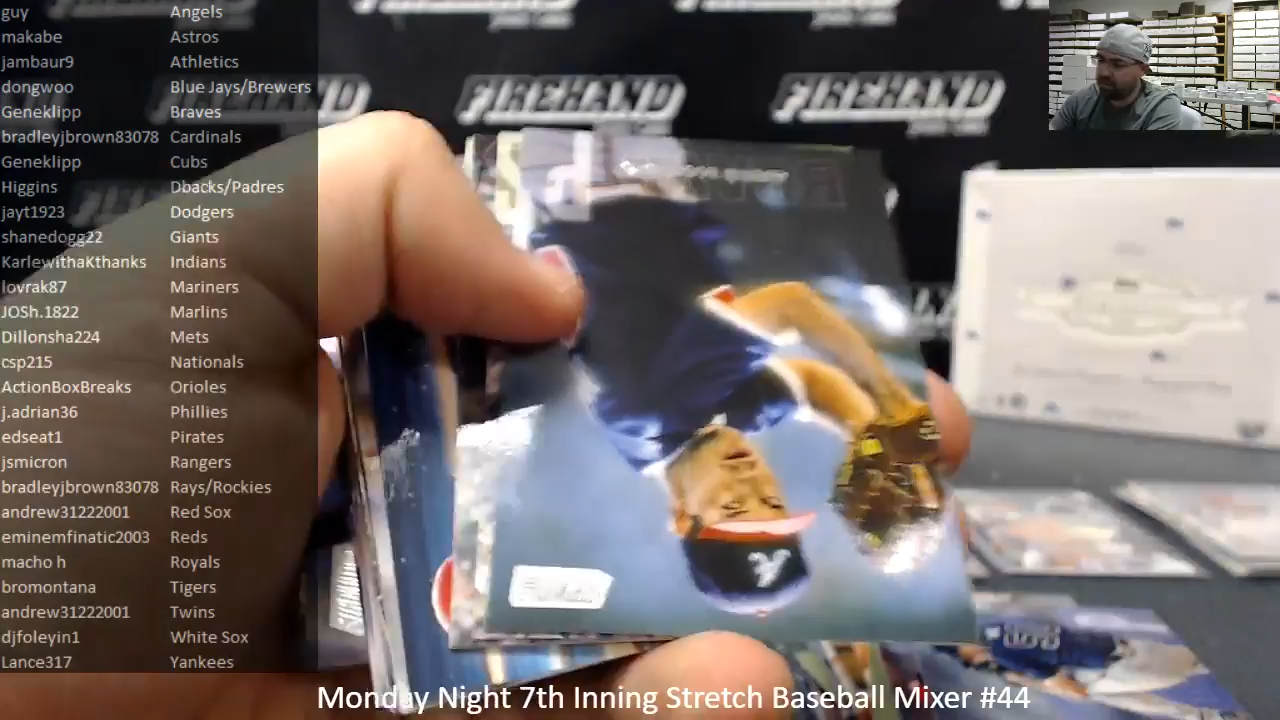 guy Angels
makabe Astros
jambaur9 Athletics
dongwoo Blue Jays/Brewers
Geneklipp Braves
bradleyjbrown83078 Cardinals
Geneklipp Cubs
Higgins Dbacks/Padres
jayt1923 Dodgers
shanedogg22 Giants
KarlewithaKthanks Indians
lovrak87 Mariners
JOSh.1822 Marlins
Dillonsha224 Mets
csp215 Nationals
ActionBoxBreaks Orioles
j.adrian36 Phillies
edseat1 Pirates
jsmicron Rangers
bradleyjbrown83078 Rays/Rockies
andrew31222001 Red Sox
eminemfinatic2003 Reds
macho h Royals
bromontana Tigers
andrew31222001 Twins
djfoleyin1 White Sox
Lance317 Yankees
FIREHAND FIREHAND
A
Monday Night 7th Inning Stretch Baseball Mixer #44